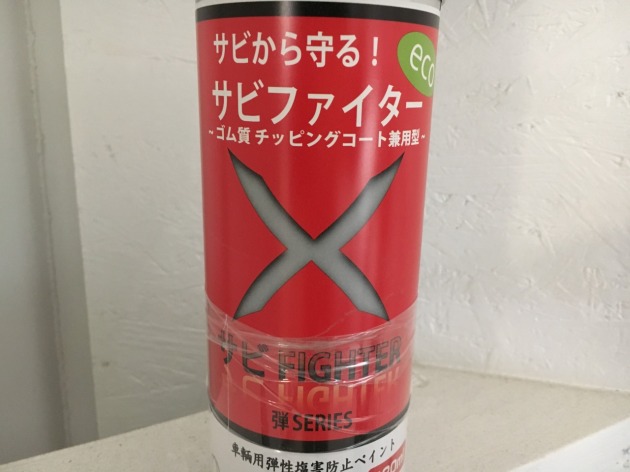 サビから守る！
eco
サビファイター
~ゴム質 チッピングコート兼用型~
サビ FIGHTER
弾 SERIES
車輌用弾性塩害防止ペイント